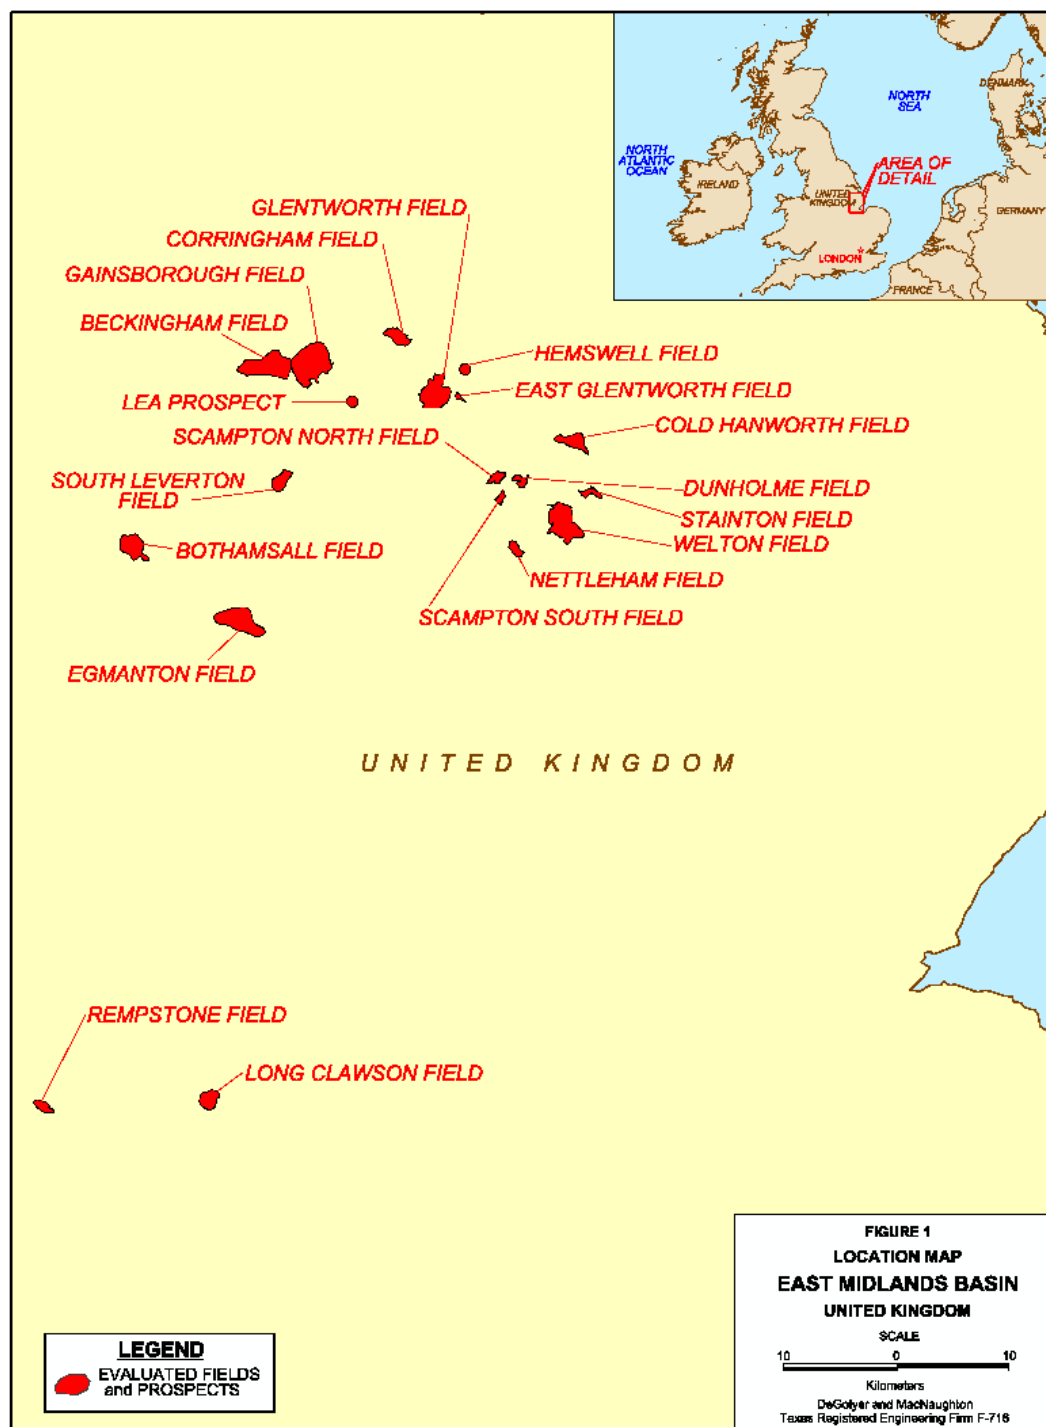 NORTH
SEA
DENMARK
NORTH
ATLANTIC
OCEAN
IRELAND
UNITED
KINGDOM
AREA OF
DETAIL
GERMANY
LONDON
FRANCE
GLENTWORTH FIELD
CORRINGHAM FIELD
GAINSBOROUGH FIELD
BECKINGHAM FIELD
HEMSWELL FIELD
EAST GLENTWORTH FIELD
LEA PROSPECT
COLD HANWORTH FIELD
SCAMPTON NORTH FIELD
SOUTH LEVERTON
FIELD
DUNHOLME FIELD
STAINTON FIELD
WELTON FIELD
BOTHAMSALL FIELD
NETTLEHAM FIELD
SCAMPTON SOUTH FIELD
EGMANTON FIELD
UNITED KINGDOM
REMPSTONE FIELD
LONG CLAWSON FIELD
FIGURE 1
LOCATION MAP
EAST MIDLANDS BASIN
UNITED KINGDOM
SCALE
10 0 10
Kilometers
DeGolyer and MacNaughton
Texas Registered Engineering Firm F-716
LEGEND
EVALUATED FIELDS
and PROSPECTS